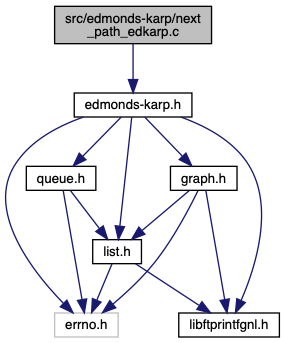 src/edmonds-karp/next
_path_edkarp.c
edmonds-karp.h
queue.h
graph.h
list.h
errno.h
libftprintfgnl.h